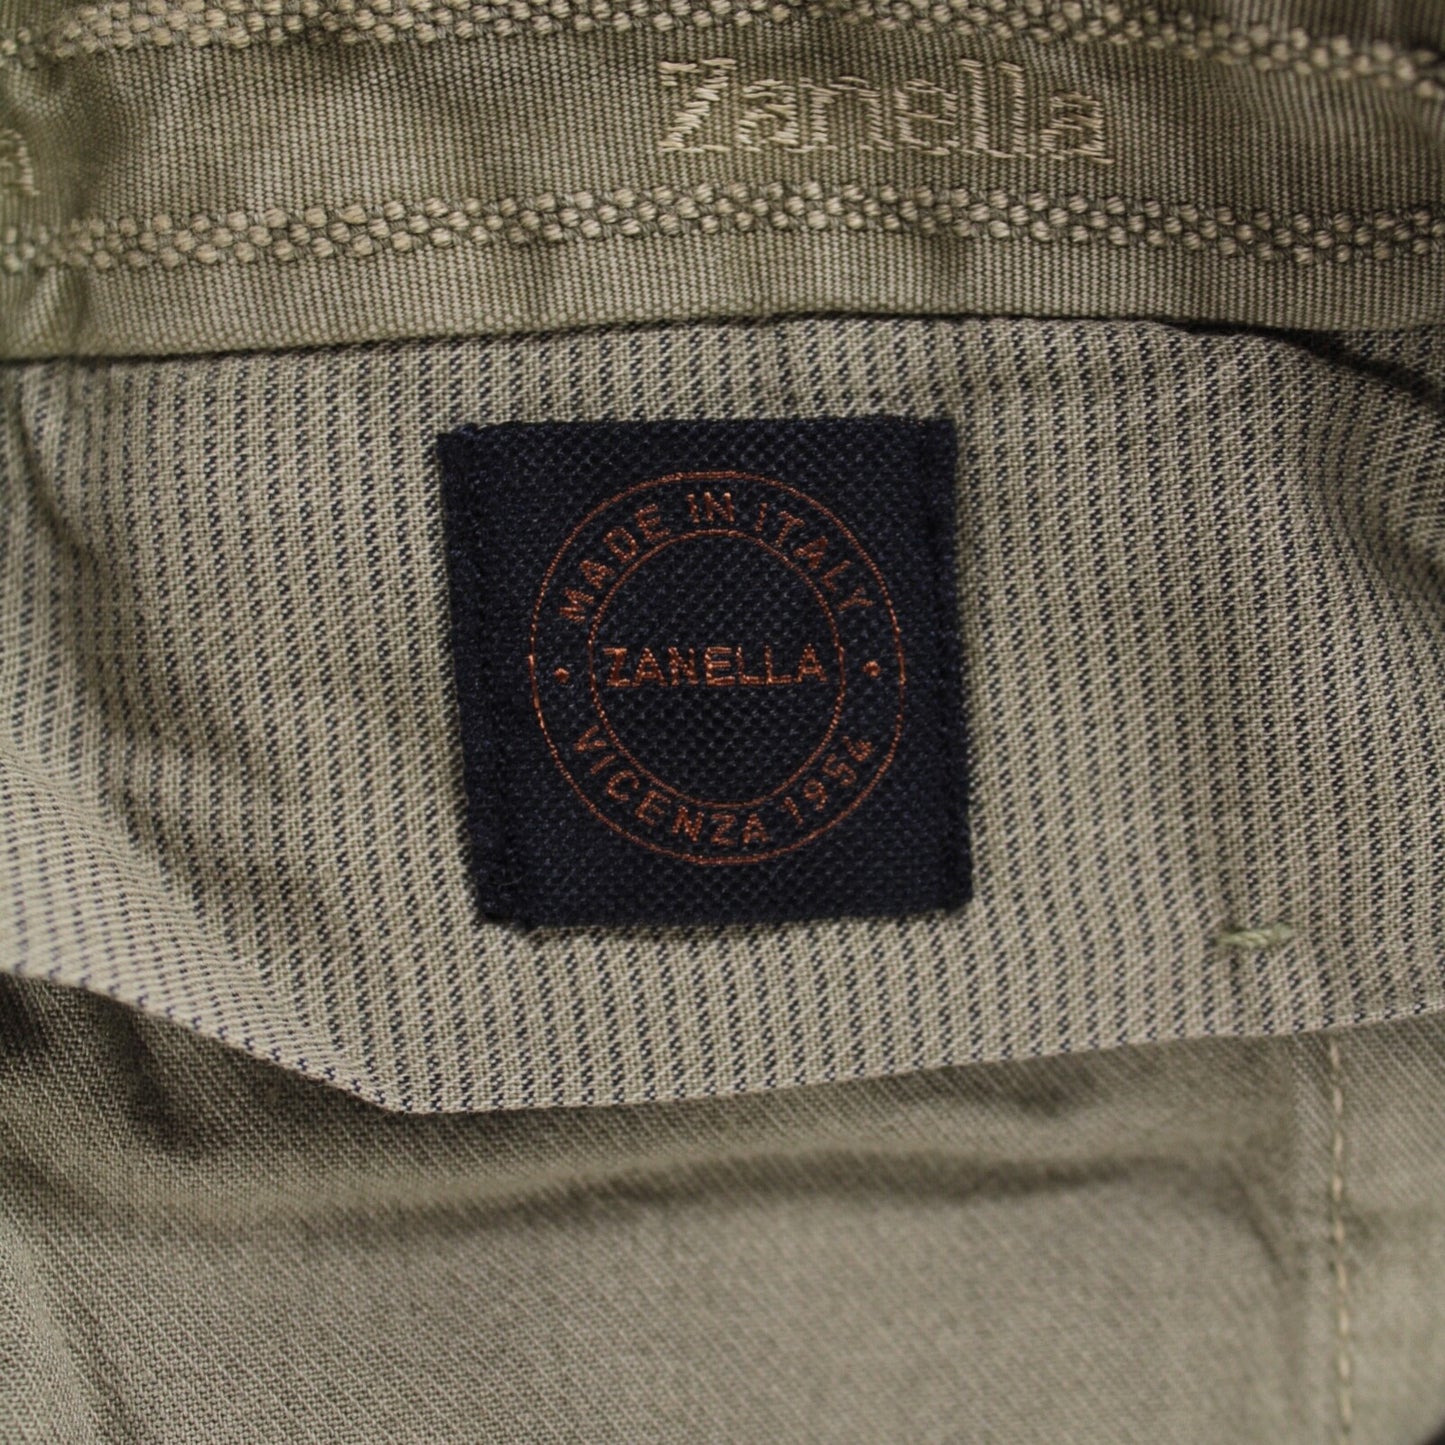 Zanella
MADE IN ITALY
ZANELLA
VICENZA 1954